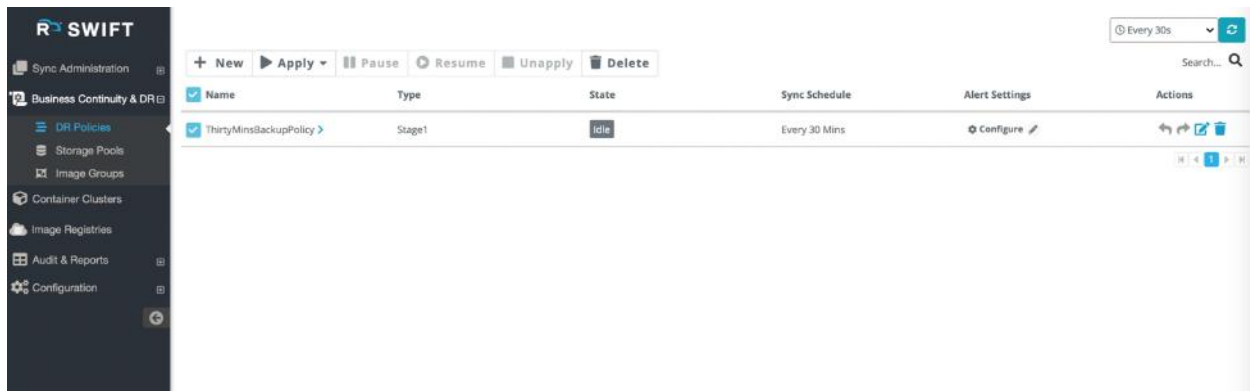 SWIFT
Every 30s
+ New Apply Pause Resume Unapply Delete
Search...
Sync Administration
Business Continuity & DR
DR Policies
Storage Pools
Image Groups
Container Clusters
Image Registries
Audit & Reports
Configuration
Name Type State Sync Schedule Alert Settings Actions
ThirtyMinsBackupPolicy Stage1 Idle Every 30 Mins Configure
1